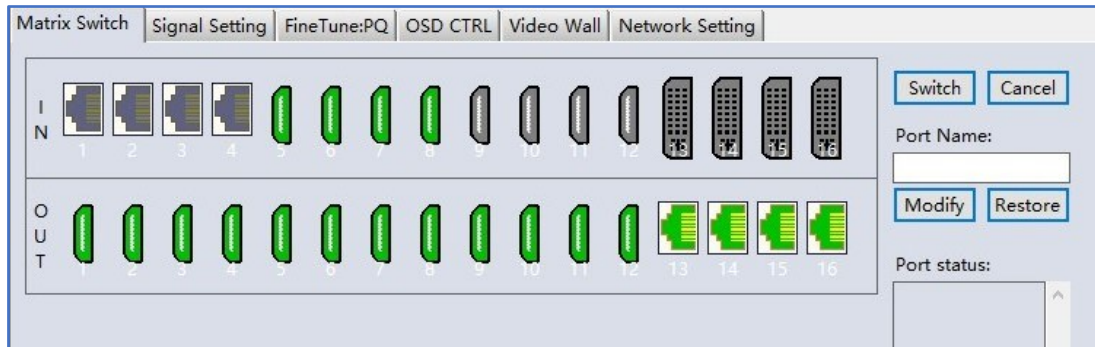 Matrix Switch Signal Setting FineTune:PQ OSD CTRL Video Wall Network Setting
IN
1 2 3 4 5 6 7 8 9 10 11 12 13 14 15 16
Switch Cancel
Port Name:
OUT
1 2 3 4 5 6 7 8 9 10 11 12 13 14 15 16
Modify Restore
Port status: